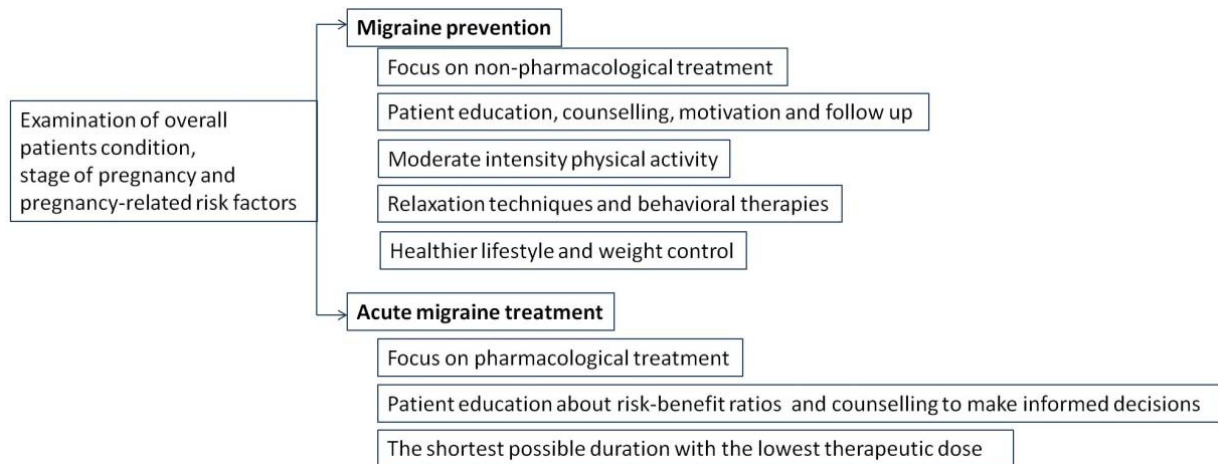 Migraine prevention
Focus on non-pharmacological treatment
Patient education, counselling, motivation and follow up
Examination of overall
patients condition,
stage of pregnancy and
pregnancy-related risk factors
Moderate intensity physical activity
Relaxation techniques and behavioral therapies
Healthier lifestyle and weight control
Acute migraine treatment
Focus on pharmacological treatment
Patient education about risk-benefit ratios and counselling to make informed decisions
The shortest possible duration with the lowest therapeutic dose